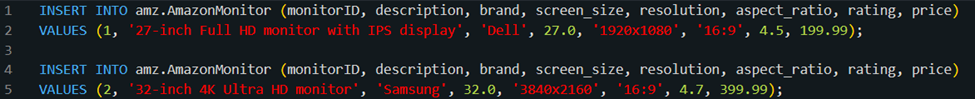 1 INSERT INTO amz.AmazonMonitor (monitorID, description, brand, screen_size, resolution, aspect_ratio, rating, price)
2 VALUES (1, '27-inch Full HD monitor with IPS display', 'Dell', 27.0, '1920x1080', '16:9', 4.5, 199.99);
3
4 INSERT INTO amz.AmazonMonitor (monitorID, description, brand, screen_size, resolution, aspect_ratio, rating, price)
5 VALUES (2, '32-inch 4K Ultra HD monitor', 'Samsung', 32.0, '3840x2160', '16:9', 4.7, 399.99);